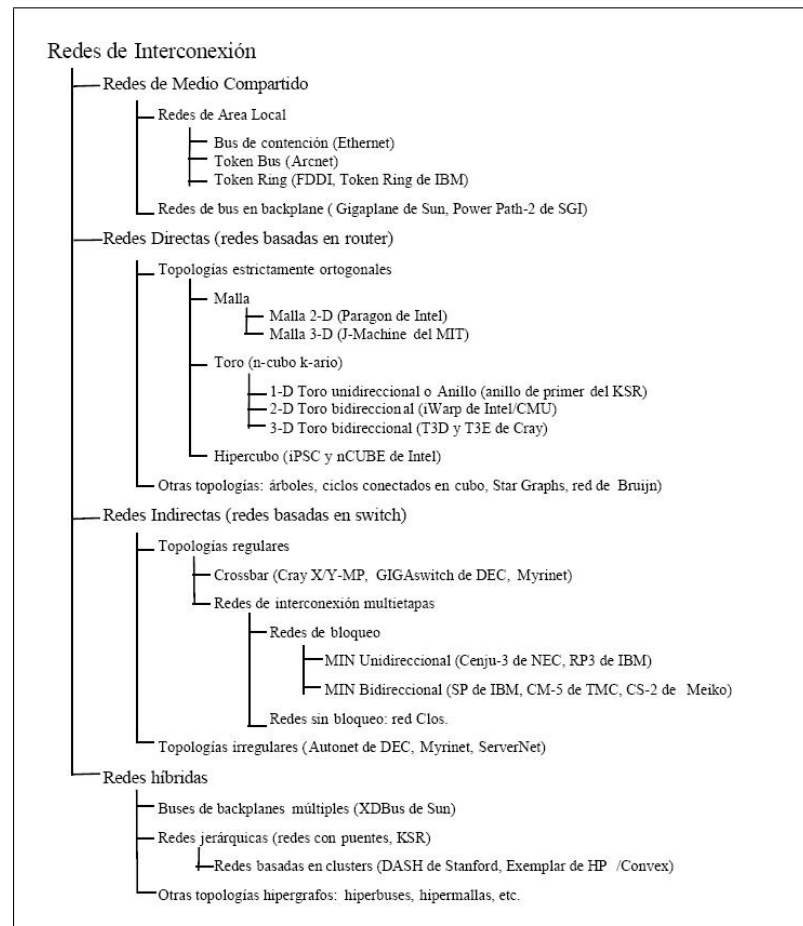 Redes de Interconexión
Redes de Medio Compartido
Redes de Area Local
Bus de contención (Ethernet)
Token Bus (Arcnet)
Token Ring (FDDI, Token Ring de IBM)
Redes de bus en backplane ( Gigaplane de Sun, Power Path-2 de SGI)
Redes Directas (redes basadas en router)
Topologías estrictamente ortogonales
Malla
Malla 2-D (Paragon de Intel)
Malla 3-D (J-Machine del MIT)
Toro (n-cubo k-ario)
1-D Toro unidireccional o Anillo (anillo de primer del KSR)
2-D Toro bidireccional (iWarp de Intel/CMU)
3-D Toro bidireccional (T3D y T3E de Cray)
Hipercubo (iPSC y nCUBE de Intel)
Otras topologías: árboles, ciclos conectados en cubo, Star Graphs, red de Bruijn)
Redes Indirectas (redes basadas en switch)
Topologías regulares
Crossbar (Cray X/Y-MP, GIGAswitch de DEC, Myrinet)
Redes de interconexión multietapas
Redes de bloqueo
MIN Unidireccional (Cenju-3 de NEC, RP3 de IBM)
MIN Bidireccional (SP de IBM, CM-5 de TMC, CS-2 de Meiko)
Redes sin bloqueo: red Clos.
Topologías irregulares (Autonet de DEC, Myrinet, ServerNet)
Redes híbridas
Buses de backplanes múltiples (XDBus de Sun)
Redes jerárquicas (redes con puentes, KSR)
Redes basadas en clusters (DASH de Stanford, Exemplar de HP /Convex)
Otras topologías hipergrafos: hiperbuses, hipermallas, etc.